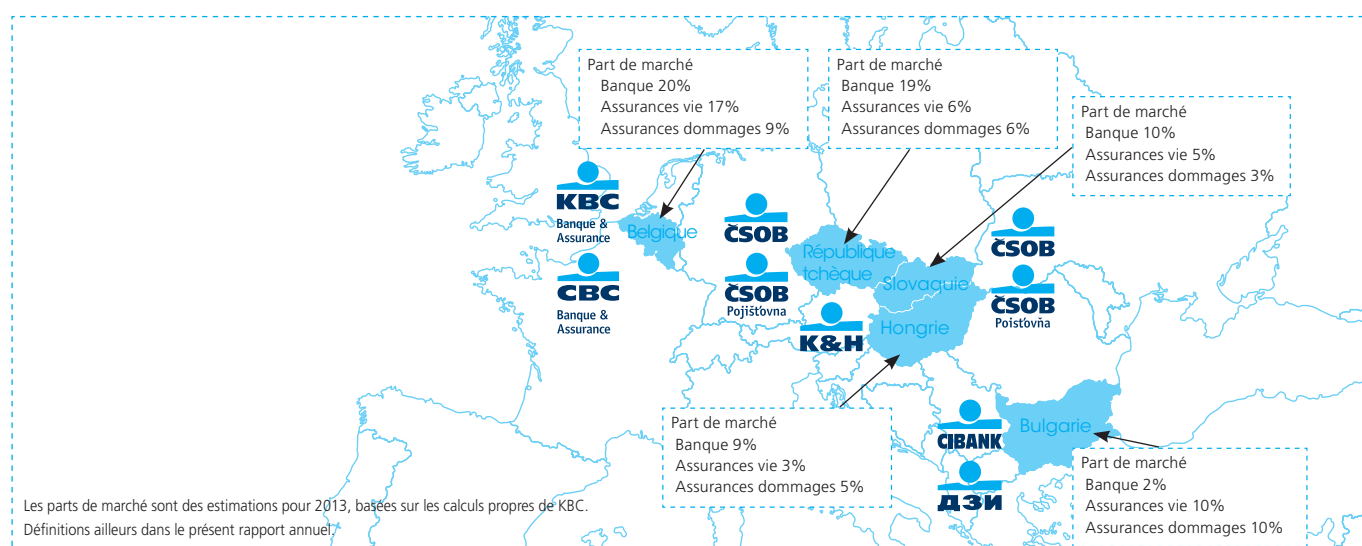 Part de marché
Banque 20%
Assurances vie 17%
Assurances dommages 9%
Part de marché
Banque 19%
Assurances vie 6%
Assurances dommages 6%
Part de marché
Banque 10%
Assurances vie 5%
Assurances dommages 3%
KBC
Banque &
Assurance
Belgique
CBC
Banque &
Assurance
ČSOB
ČSOB
Pojišťovna
République
tchèque
Slovaquie
ČSOB
ČSOB
Poisťovňa
K&H
Hongrie
Part de marché
Banque 9%
Assurances vie 3%
Assurances dommages 5%
CIBANK
ДЗИ
Bulgarie
Part de marché
Banque 2%
Assurances vie 10%
Assurances dommages 10%
Les parts de marché sont des estimations pour 2013, basées sur les calculs propres de KBC.
Définitions ailleurs dans le présent rapport annuel.